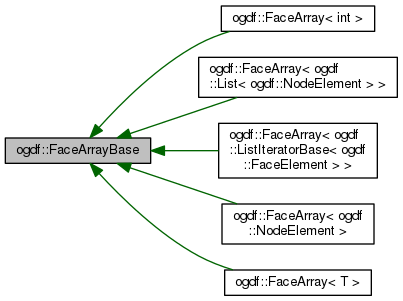 ogdf::FaceArray< int >
ogdf::FaceArray< ogdf
::List< ogdf::NodeElement > >
ogdf::FaceArray< ogdf
::ListIteratorBase< ogdf
::FaceElement > >
ogdf::FaceArrayBase
ogdf::FaceArray< ogdf
::NodeElement >
ogdf::FaceArray< T >